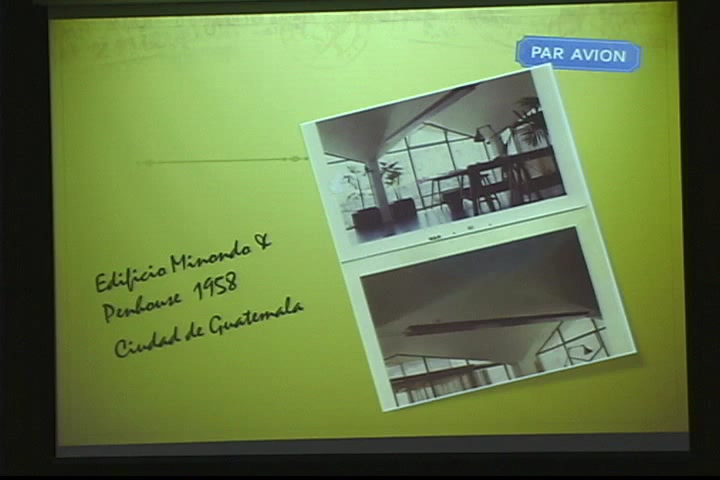 PAR AVION
Edificio Minondo &
Penhouse 1958
Ciudad de Guatemala